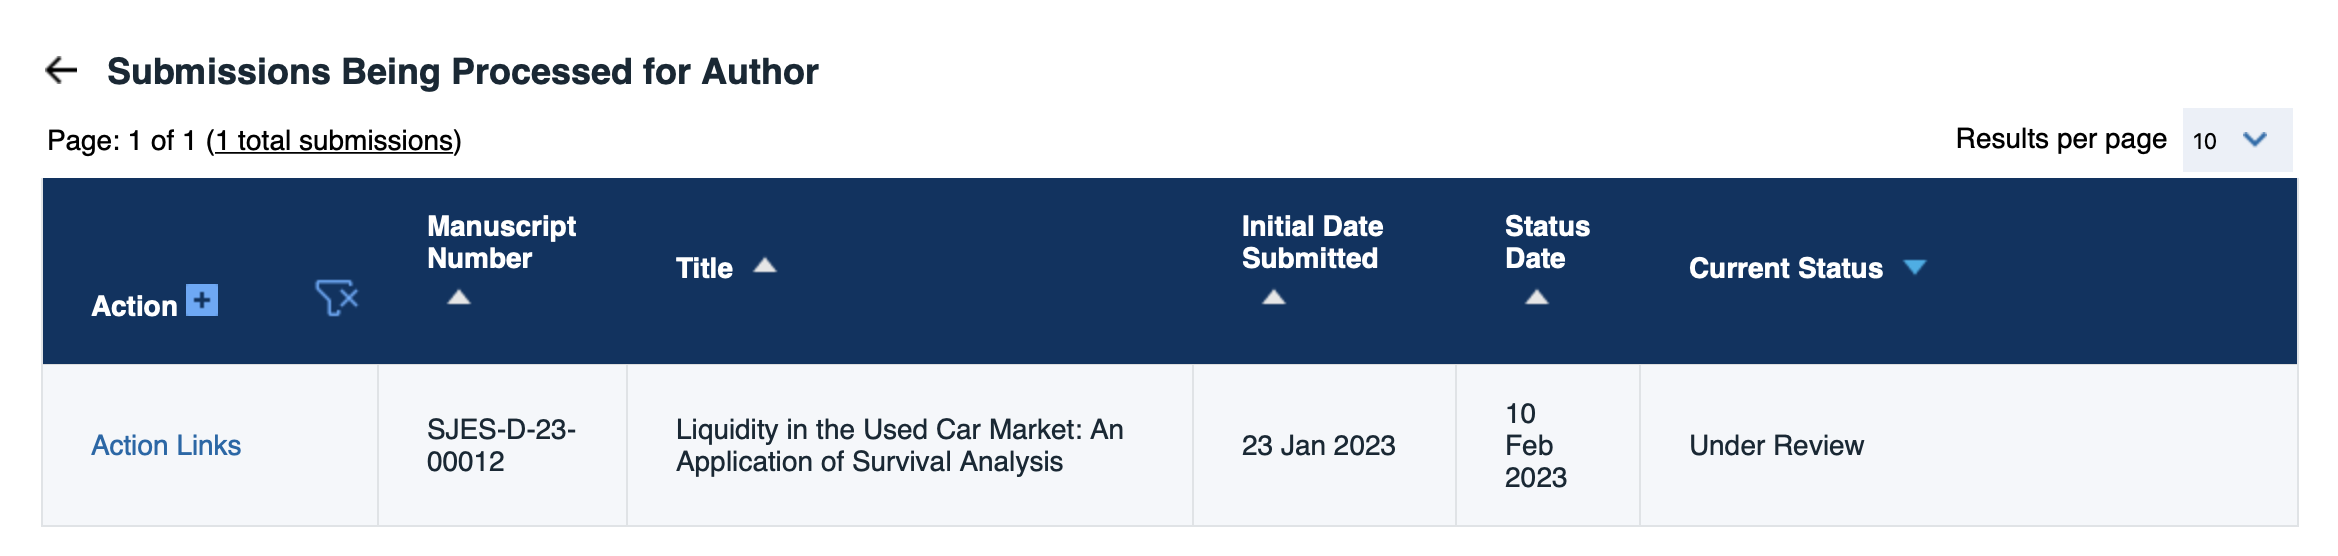 Submissions Being Processed for Author
Page: 1 of 1 (1 total submissions)
Results per page 10
Action +
Manuscript
Number
Title
Initial Date
Submitted
Status
Date
Current Status
Action Links
SJES-D-23-
00012
Liquidity in the Used Car Market: An
Application of Survival Analysis
23 Jan 2023
10
Feb
2023
Under Review